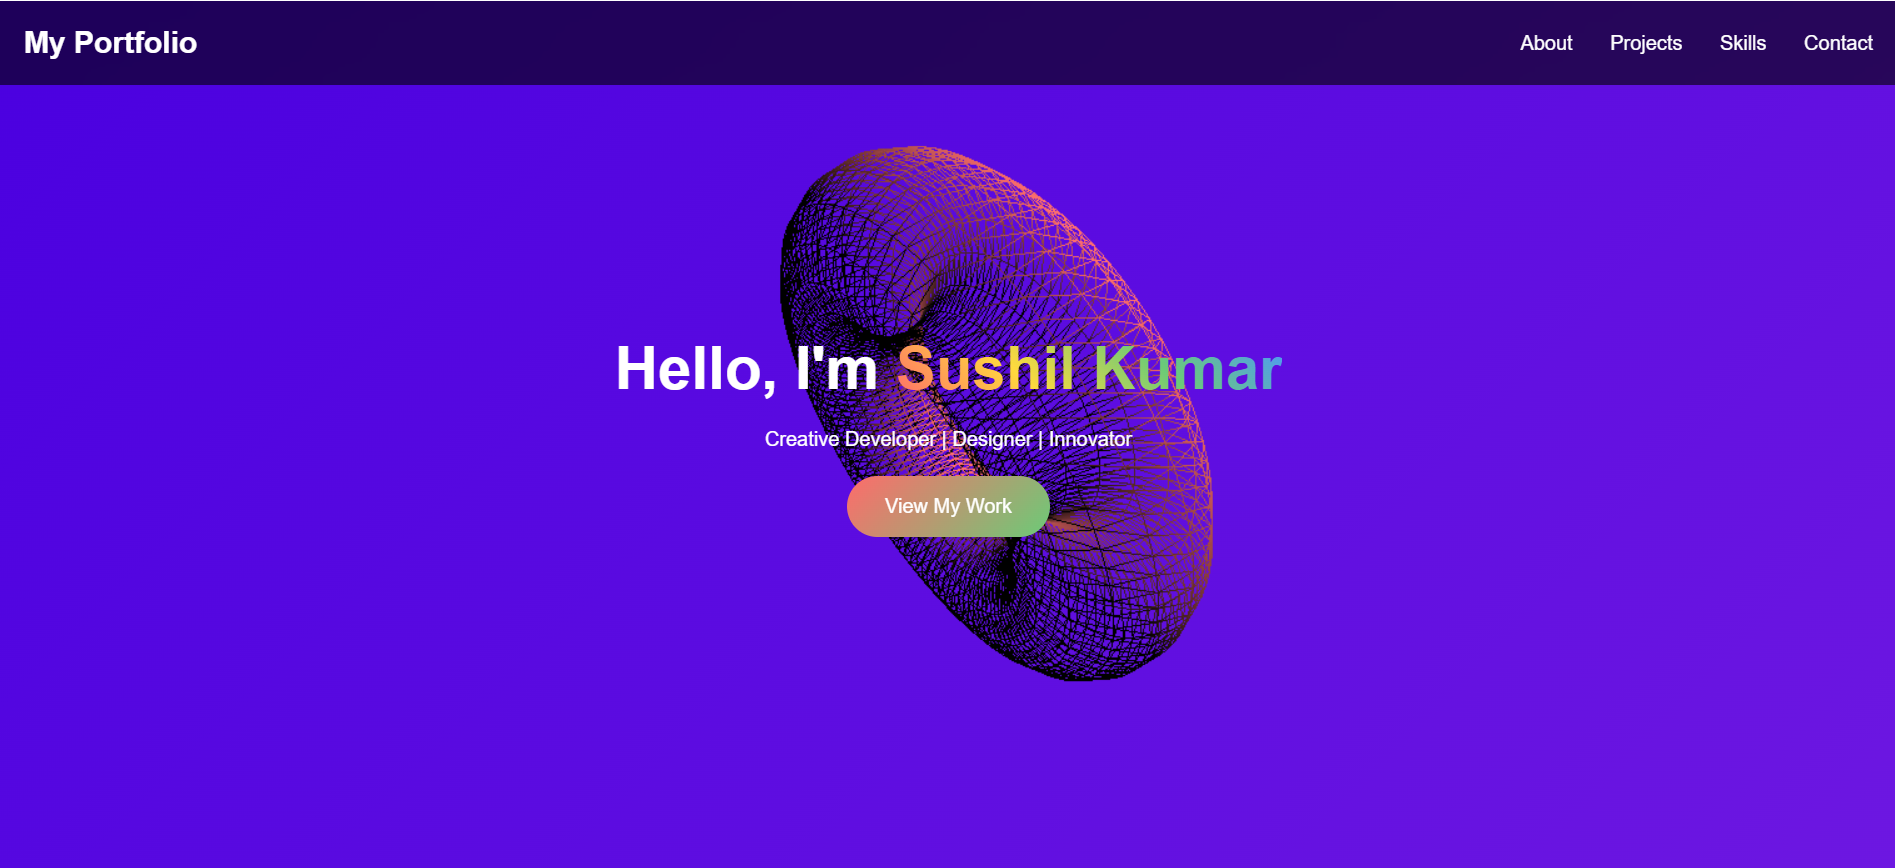 My Portfolio
About Projects Skills Contact
Hello, I'm Sushil Kumar
Creative Developer | Designer | Innovator
View My Work